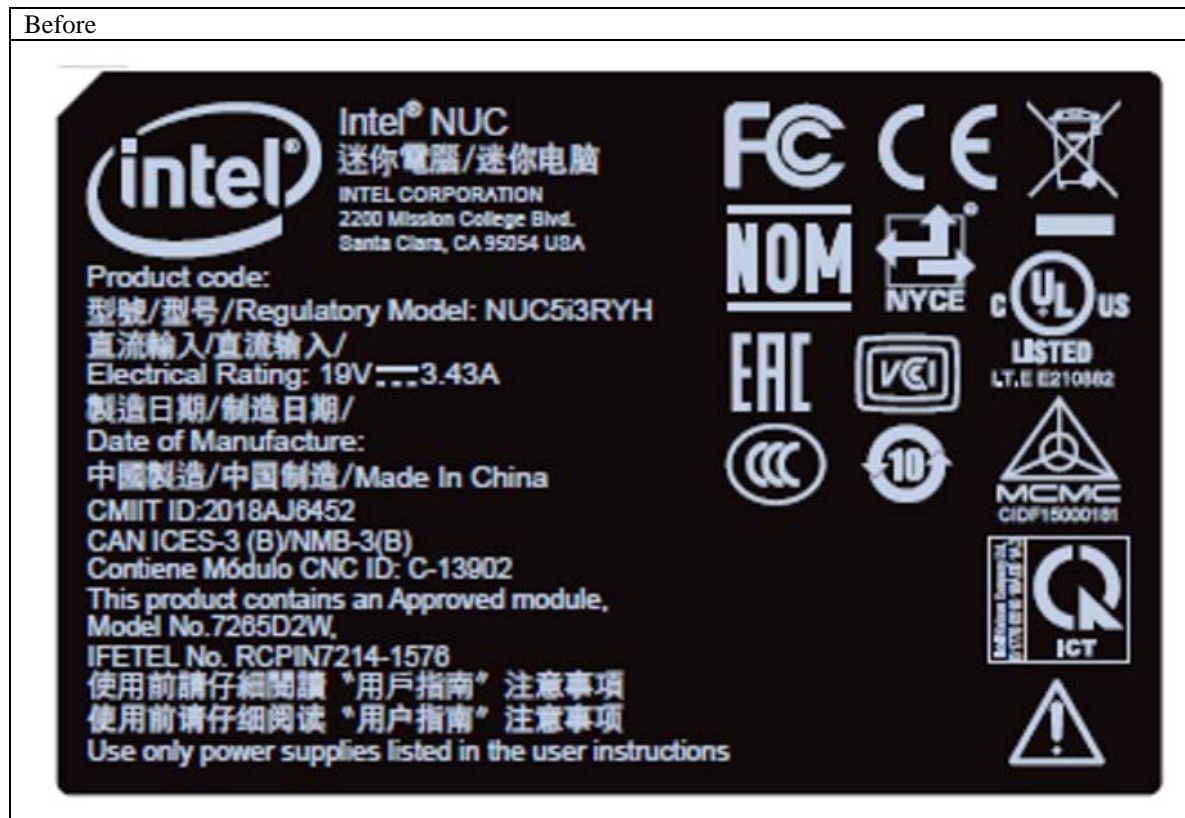 Before
intel®
Intel® NUC
迷你電腦/迷你电脑
INTEL CORPORATION
2200 Mission College Blvd.
Santa Clara, CA 95054 USA
Product code:
型號/型号/Regulatory Model: NUC5i3RYH
直流輸入/直流输入/
Electrical Rating: 19V⎓3.43A
製造日期/制造日期/
Date of Manufacture:
中國製造/中国制造/Made In China
CMIIT ID:2018AJ6452
CAN ICES-3 (B)/NMB-3(B)
Contiene Módulo CNC ID: C-13902
This product contains an Approved module,
Model No.7265D2W,
IFETEL No. RCPIN7214-1576
使用前請仔細閱讀〝用戶指南〞注意事項
使用前请仔细阅读〝用户指南〞注意事项
Use only power supplies listed in the user instructions
FC CE
NOM
NYCE®
C UL® US
LISTED
I.T.E E210882
EAC
VCI
CCC
10
MCMC
CIDF15000181
ICT